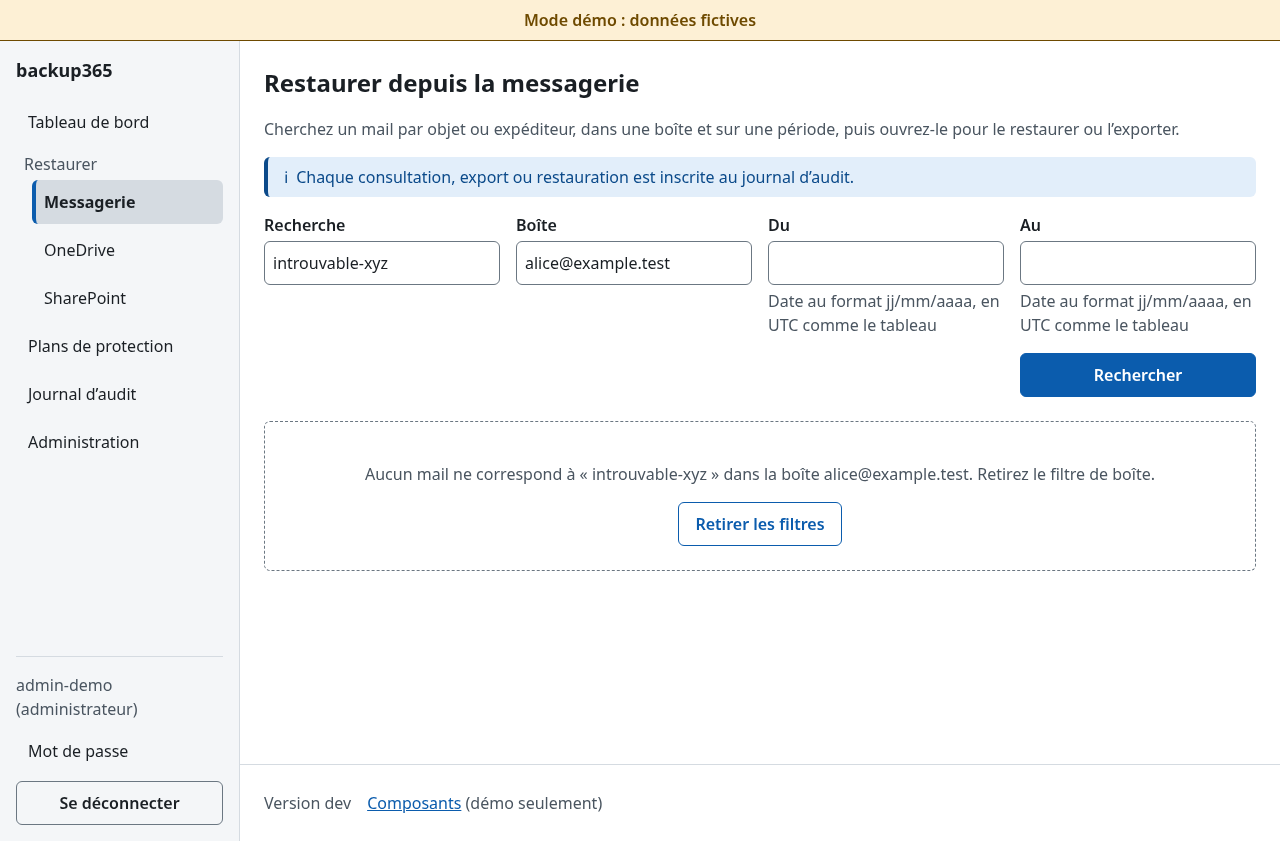 Mode démo : données fictives
backup365
Tableau de bord
Restaurer
Messagerie
OneDrive
SharePoint
Plans de protection
Journal d’audit
Administration
admin-demo
(administrateur)
Mot de passe
Se déconnecter
Restaurer depuis la messagerie
Cherchez un mail par objet ou expéditeur, dans une boîte et sur une période, puis ouvrez-le pour le restaurer ou l’exporter.
i Chaque consultation, export ou restauration est inscrite au journal d’audit.
Recherche
introuvable-xyz
Boîte
alice@example.test
Du
Date au format jj/mm/aaaa, en
UTC comme le tableau
Au
Date au format jj/mm/aaaa, en
UTC comme le tableau
Rechercher
Aucun mail ne correspond à « introuvable-xyz » dans la boîte alice@example.test. Retirez le filtre de boîte.
Retirer les filtres
Version dev Composants (démo seulement)